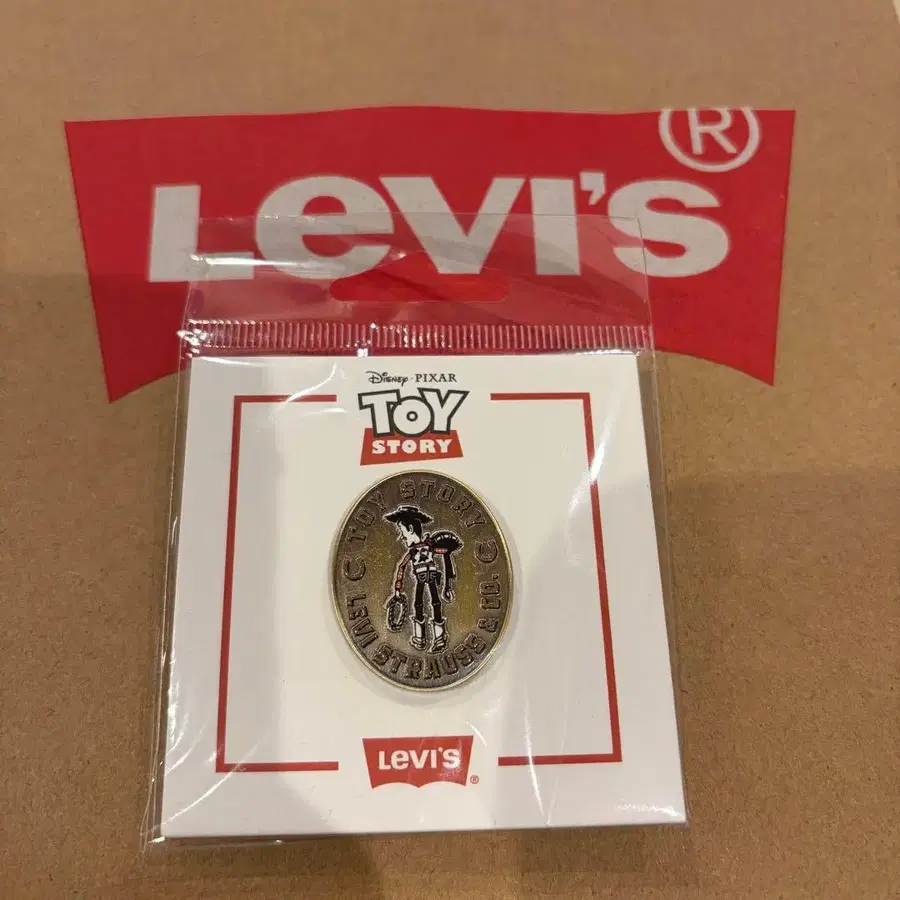 LEVI'S®
DISNEY · PIXAR
TOY
STORY
TOY STORY
LEVI STRAUSS & CO.
LEVI'S®